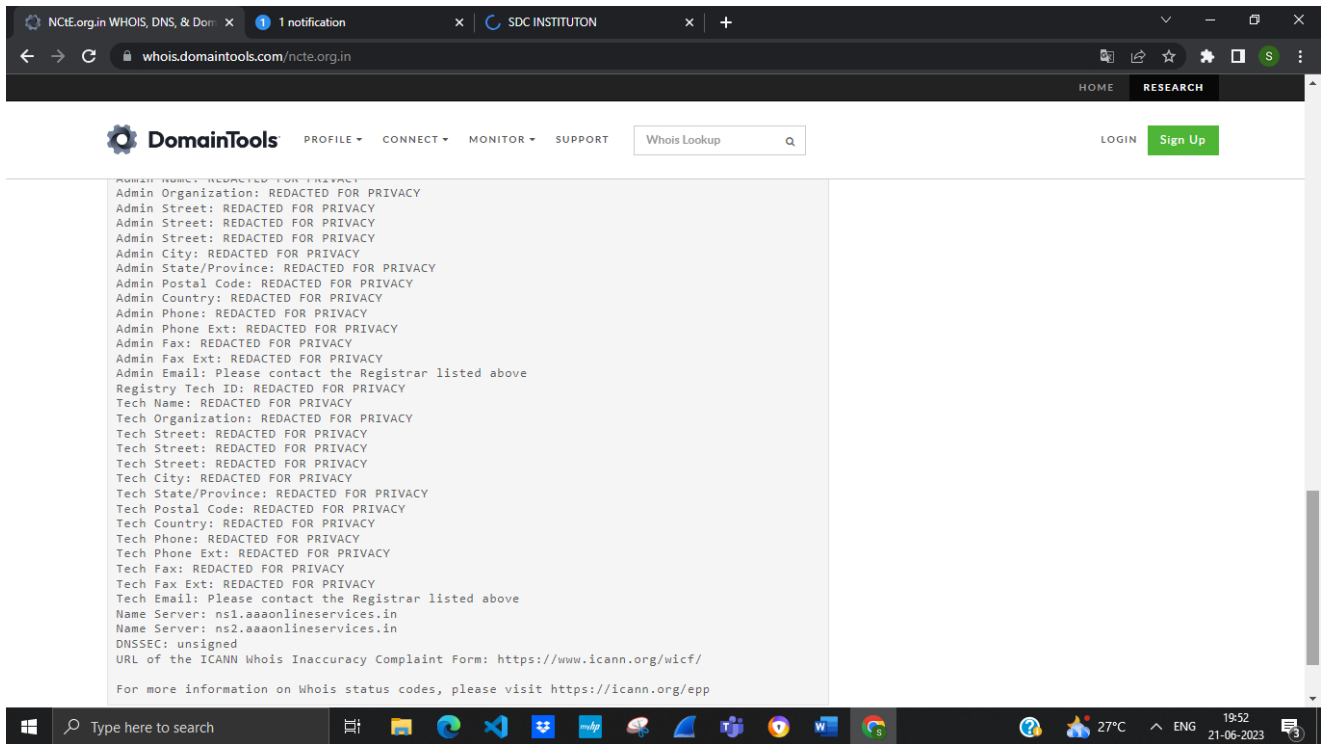 NCtE.org.in WHOIS, DNS, & Dom
1 1 notification
SDC INSTITUTON
whois.domaintools.com/ncte.org.in
S
HOME RESEARCH
DomainTools PROFILE CONNECT MONITOR SUPPORT Whois Lookup LOGIN Sign Up
Admin Name: REDACTED FOR PRIVACY
Admin Organization: REDACTED FOR PRIVACY
Admin Street: REDACTED FOR PRIVACY
Admin Street: REDACTED FOR PRIVACY
Admin Street: REDACTED FOR PRIVACY
Admin City: REDACTED FOR PRIVACY
Admin State/Province: REDACTED FOR PRIVACY
Admin Postal Code: REDACTED FOR PRIVACY
Admin Country: REDACTED FOR PRIVACY
Admin Phone: REDACTED FOR PRIVACY
Admin Phone Ext: REDACTED FOR PRIVACY
Admin Fax: REDACTED FOR PRIVACY
Admin Fax Ext: REDACTED FOR PRIVACY
Admin Email: Please contact the Registrar listed above
Registry Tech ID: REDACTED FOR PRIVACY
Tech Name: REDACTED FOR PRIVACY
Tech Organization: REDACTED FOR PRIVACY
Tech Street: REDACTED FOR PRIVACY
Tech Street: REDACTED FOR PRIVACY
Tech Street: REDACTED FOR PRIVACY
Tech City: REDACTED FOR PRIVACY
Tech State/Province: REDACTED FOR PRIVACY
Tech Postal Code: REDACTED FOR PRIVACY
Tech Country: REDACTED FOR PRIVACY
Tech Phone: REDACTED FOR PRIVACY
Tech Phone Ext: REDACTED FOR PRIVACY
Tech Fax: REDACTED FOR PRIVACY
Tech Fax Ext: REDACTED FOR PRIVACY
Tech Email: Please contact the Registrar listed above
Name Server: ns1.aaaonlineservices.in
Name Server: ns2.aaaonlineservices.in
DNSSEC: unsigned
URL of the ICANN Whois Inaccuracy Complaint Form: https://www.icann.org/wicf/
For more information on Whois status codes, please visit https://icann.org/epp
Type here to search
myhp
27°C ENG
19:52
21-06-2023
3